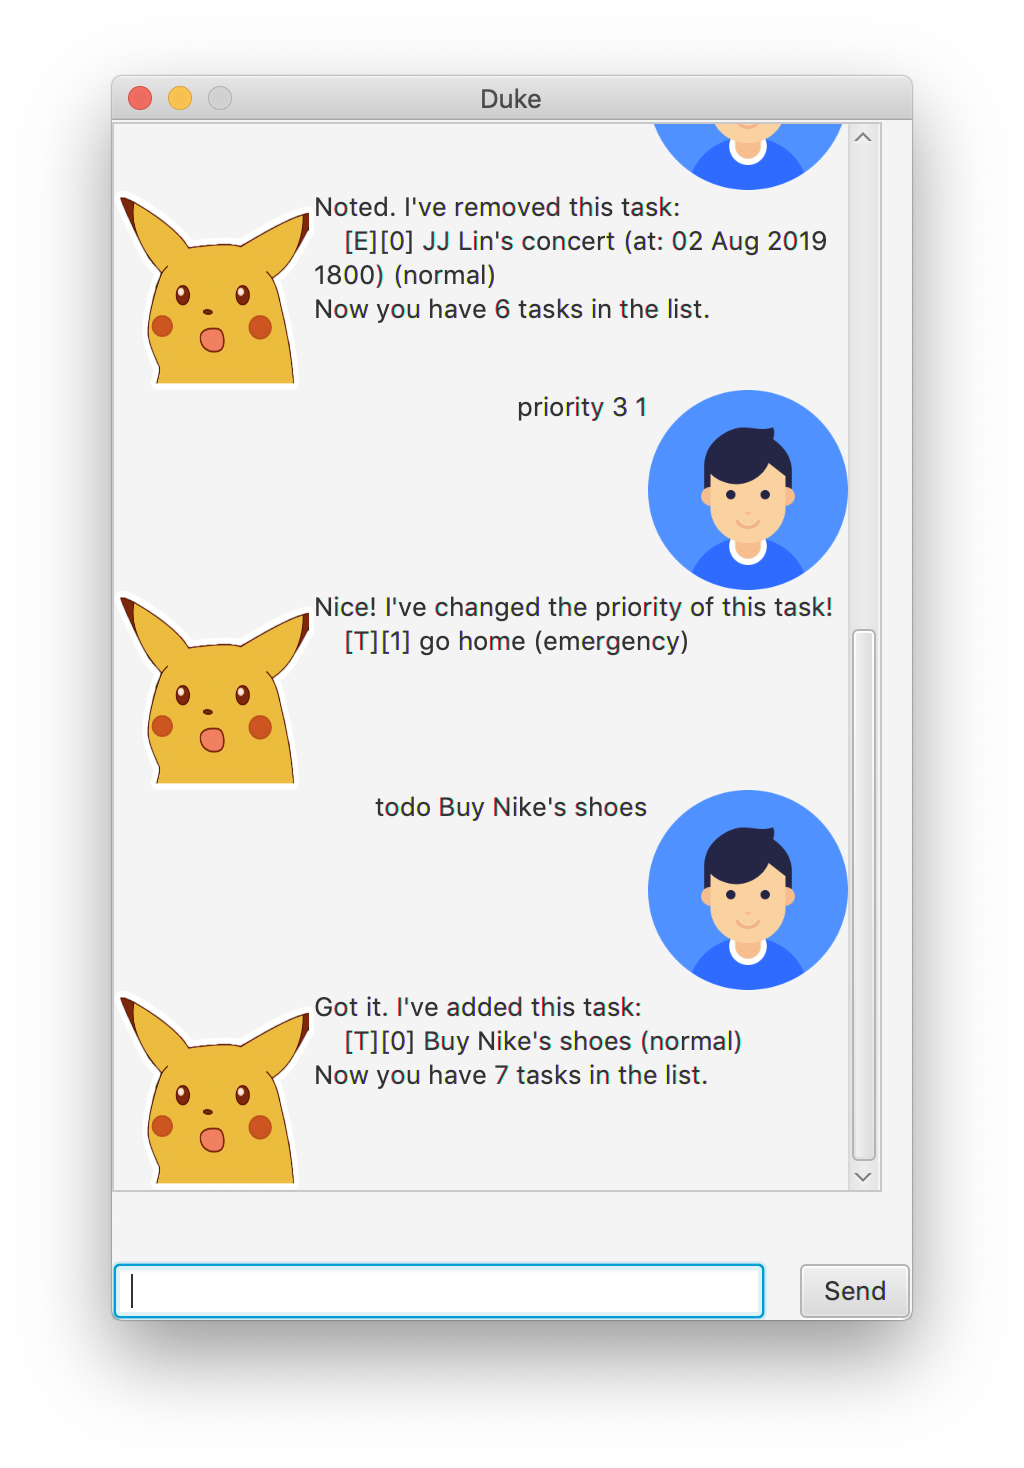 Duke
Noted. I've removed this task:
[E][0] JJ Lin's concert (at: 02 Aug 2019
1800) (normal)
Now you have 6 tasks in the list.
priority 3 1
Nice! I've changed the priority of this task!
[T][1] go home (emergency)
todo Buy Nike's shoes
Got it. I've added this task:
[T][0] Buy Nike's shoes (normal)
Now you have 7 tasks in the list.
Send